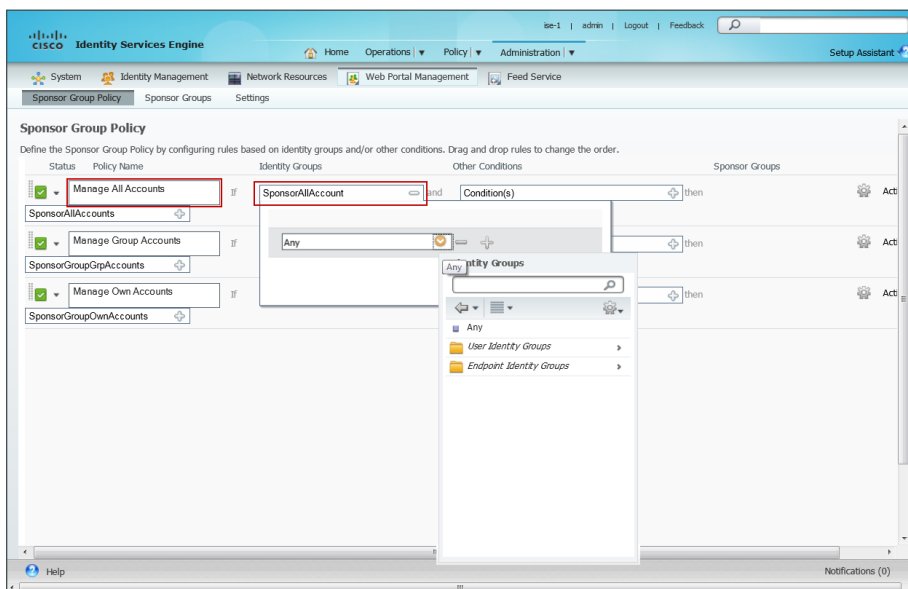 ise-1 | admin | Logout | Feedback
CISCO Identity Services Engine
Home Operations | Policy | Administration | Setup Assistant
System Identity Management Network Resources Web Portal Management Feed Service
Sponsor Group Policy Sponsor Groups Settings
Sponsor Group Policy
Define the Sponsor Group Policy by configuring rules based on identity groups and/or other conditions. Drag and drop rules to change the order.
Status Policy Name Identity Groups Other Conditions Sponsor Groups
Manage All Accounts If SponsorAllAccount and Condition(s) then Acti
SponsorAllAccounts
Manage Group Accounts If Any then Acti
SponsorGroupGrpAccounts
Any ntity Groups
Manage Own Accounts If then Acti
SponsorGroupOwnAccounts
Any
User Identity Groups
Endpoint Identity Groups
Help Notifications (0)